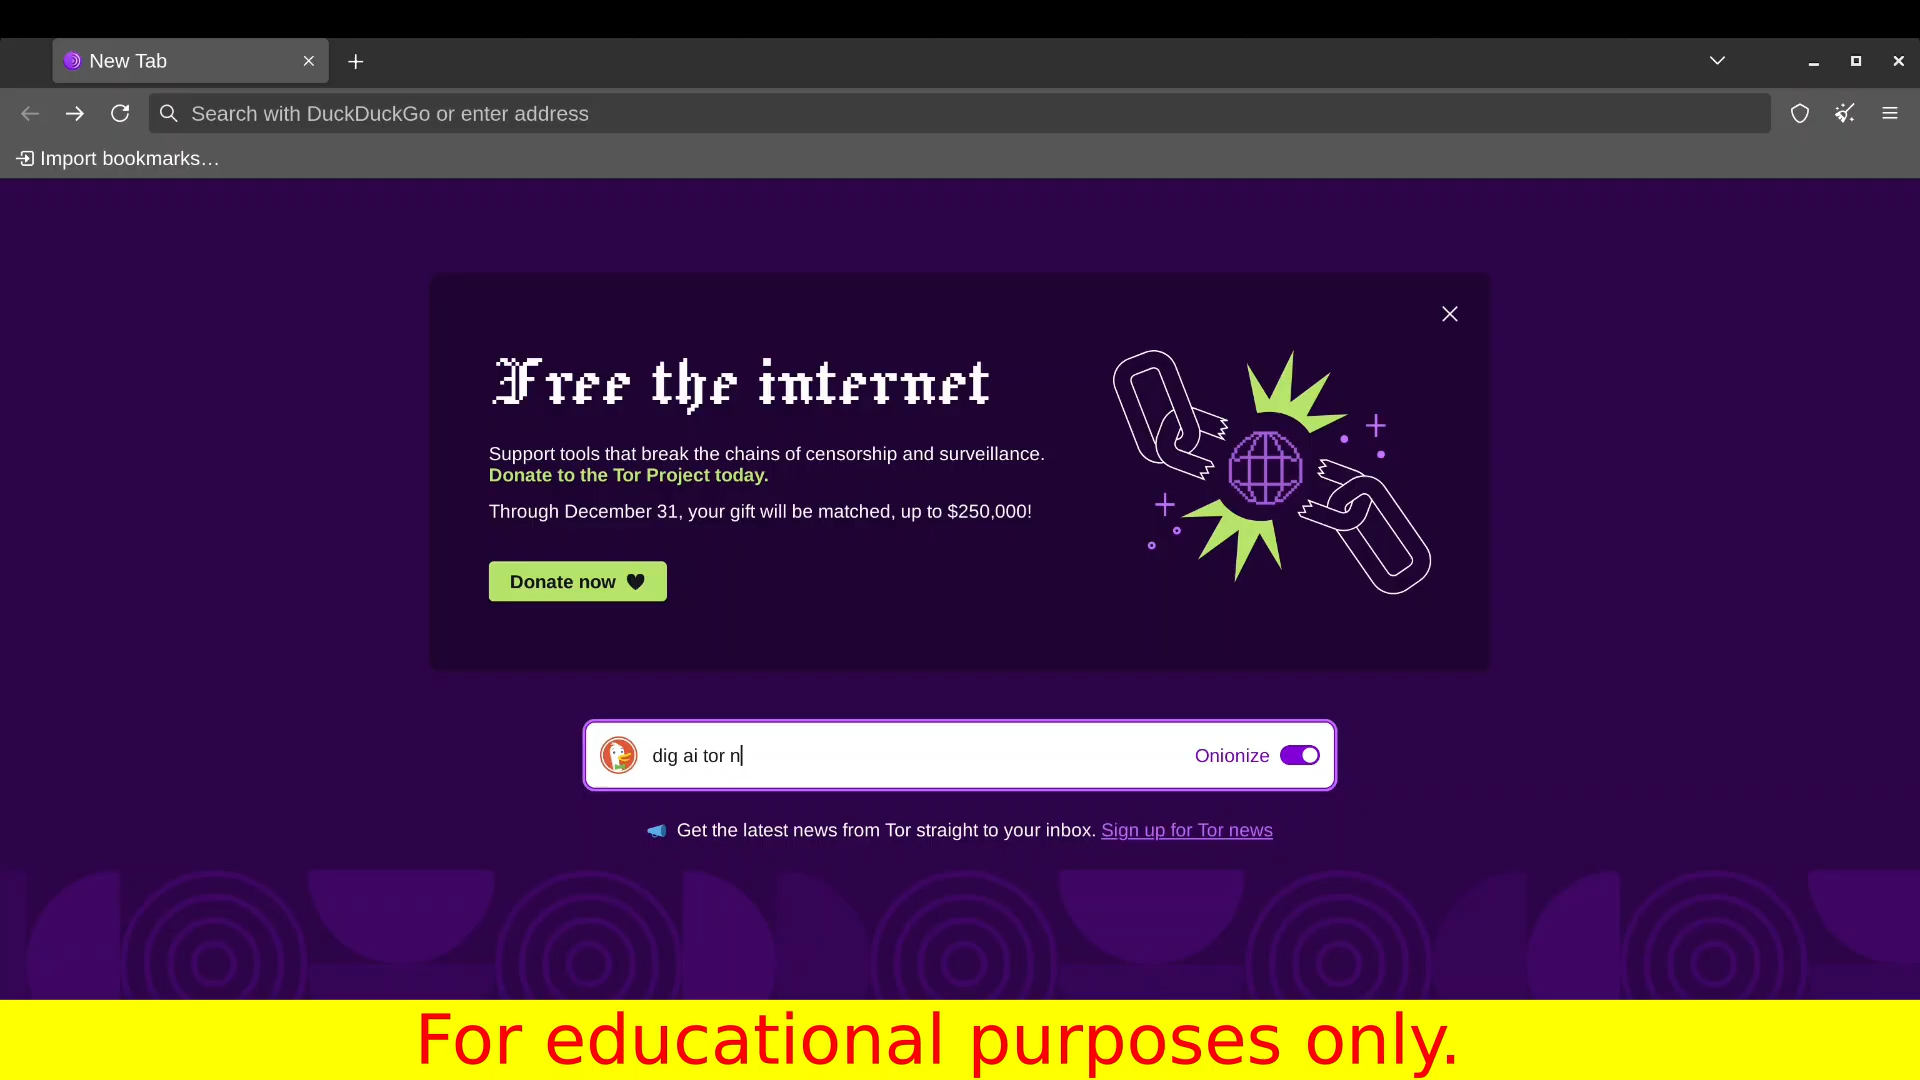 New Tab
Search with DuckDuckGo or enter address
Import bookmarks…
Free the internet
Support tools that break the chains of censorship and surveillance.
Donate to the Tor Project today.
Through December 31, your gift will be matched, up to $250,000!
Donate now
dig ai tor n
Onionize
Get the latest news from Tor straight to your inbox. Sign up for Tor news
For educational purposes only.